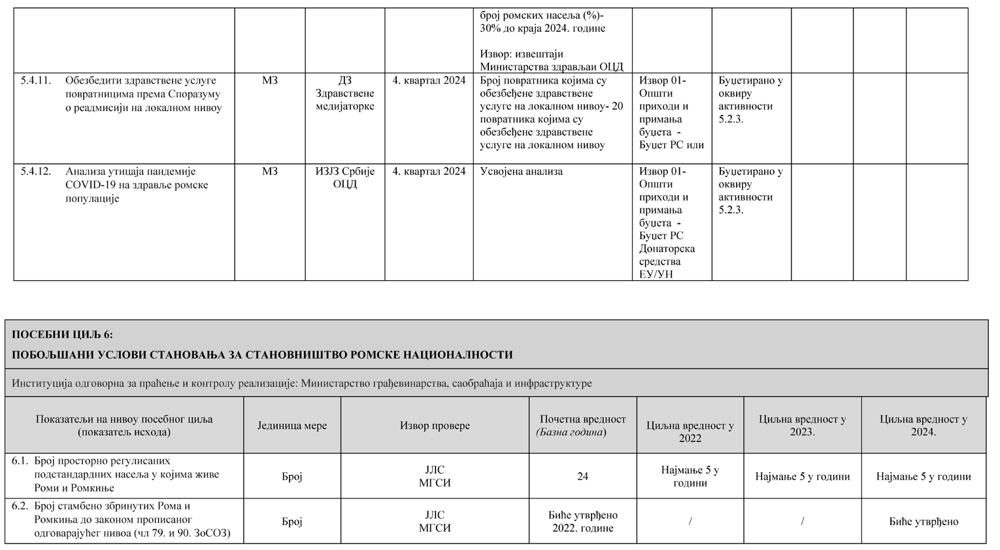 број ромских насеља (%)-
30% до краја 2024. године
Извор: извештаји
Министарства здрављаи ОЦД
5.4.11. Обезбедити здравствене услуге
повратницима према Споразуму
о реадмисији на локалном нивоу
МЗ
ДЗ
Здравствене
медијаторке
4. квартал 2024
Број повратника којима су
обезбеђене здравствене
услуге на локалном нивоу- 20
повратника којима су
обезбеђене здравствене
услуге на локалном нивоу
Извор 01-
Општи
приходи и
примања
буџета -
Буџет РС или
Буџетирано у
оквиру
активности
5.2.3.
5.4.12. Анализа утицаја пандемије
COVID-19 на здравље ромске
популације
МЗ
ИЗЈЗ Србије
ОЦД
4. квартал 2024
Усвојена анализа
Извор 01-
Општи
приходи и
примања
буџета -
Буџет РС
Донаторска
средства
ЕУ/УН
Буџетирано у
оквиру
активности
5.2.3.
ПОСЕБНИ ЦИЉ 6:
ПОБОЉШАНИ УСЛОВИ СТАНОВАЊА ЗА СТАНОВНИШТВО РОМСКЕ НАЦИОНАЛНОСТИ
Институција одговорна за праћење и контролу реализације: Министарство грађевинарства, саобраћаја и инфраструктуре
Показатељи на нивоу посебног циља
(показатељ исхода)
Јединица мере
Извор провере
Почетна вредност
(Базна година)
Циљна вредност у
2022
Циљна вредност у
2023.
Циљна вредност у
2024.
6.1. Број просторно регулисаних
подстандардних насеља у којима живе
Роми и Ромкиње
Број
ЈЛС
МГСИ
24
Најмање 5 у
години
Најмање 5 у години
Најмање 5 у години
6.2. Број стамбено збринутих Рома и
Ромкиња до законом прописаног
одговарајућег нивоа (чл 79. и 90. ЗоСОЗ)
Број
ЈЛС
МГСИ
Биће утврђено
2022. године
/
/
Биће утврђено